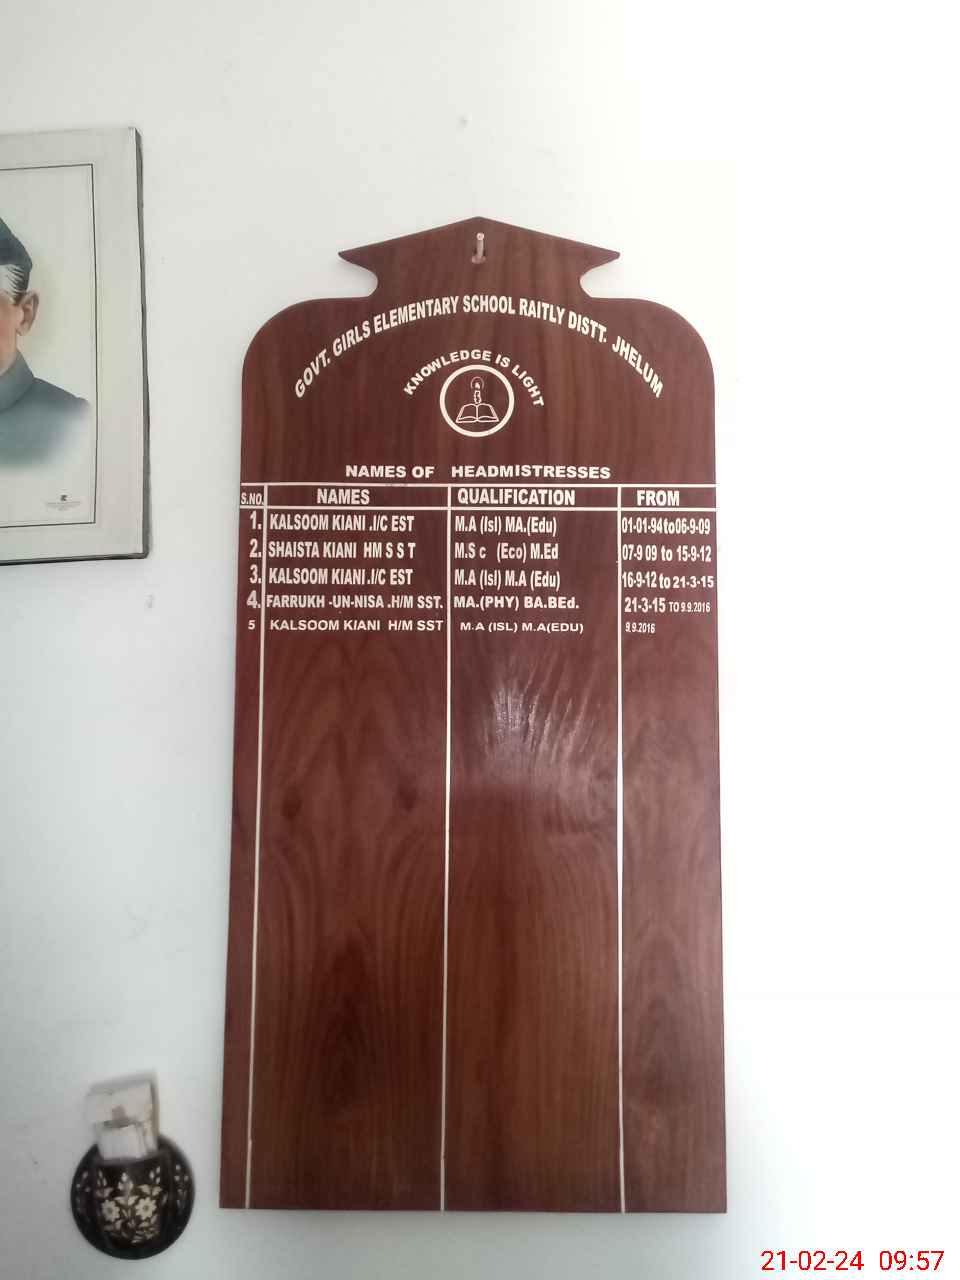 GOVT. GIRLS ELEMENTARY SCHOOL RAITLY DISTT. JHELUM
KNOWLEDGE IS LIGHT
NAMES OF HEADMISTRESSES
S.NO. NAMES QUALIFICATION FROM
1. KALSOOM KIANI .I/C EST M.A (Isl) MA.(Edu) 01-01-94 to 06-9-09
2. SHAISTA KIANI HM S S T M.S c (Eco) M.Ed 07-9 09 to 15-9-12
3. KALSOOM KIANI .I/C EST M.A (Isl) M.A (Edu) 16-9-12 to 21-3-15
4. FARRUKH -UN-NISA .H/M SST. MA.(PHY) BA.BEd. 21-3-15 TO 9.9.2016
5 KALSOOM KIANI H/M SST M.A (ISL) M.A(EDU) 9.9.2016
21-02-24 09:57